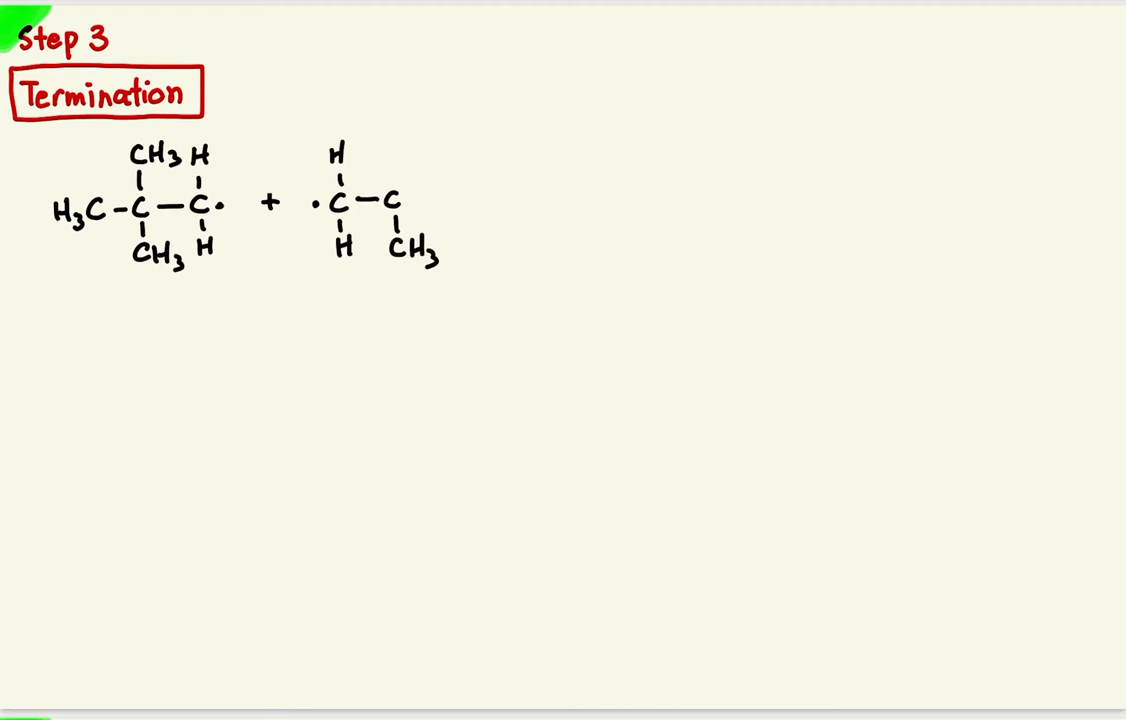 Step 3
Termination
CH3 H H
H3C-C-C· + ·C-C
CH3 H H CH3